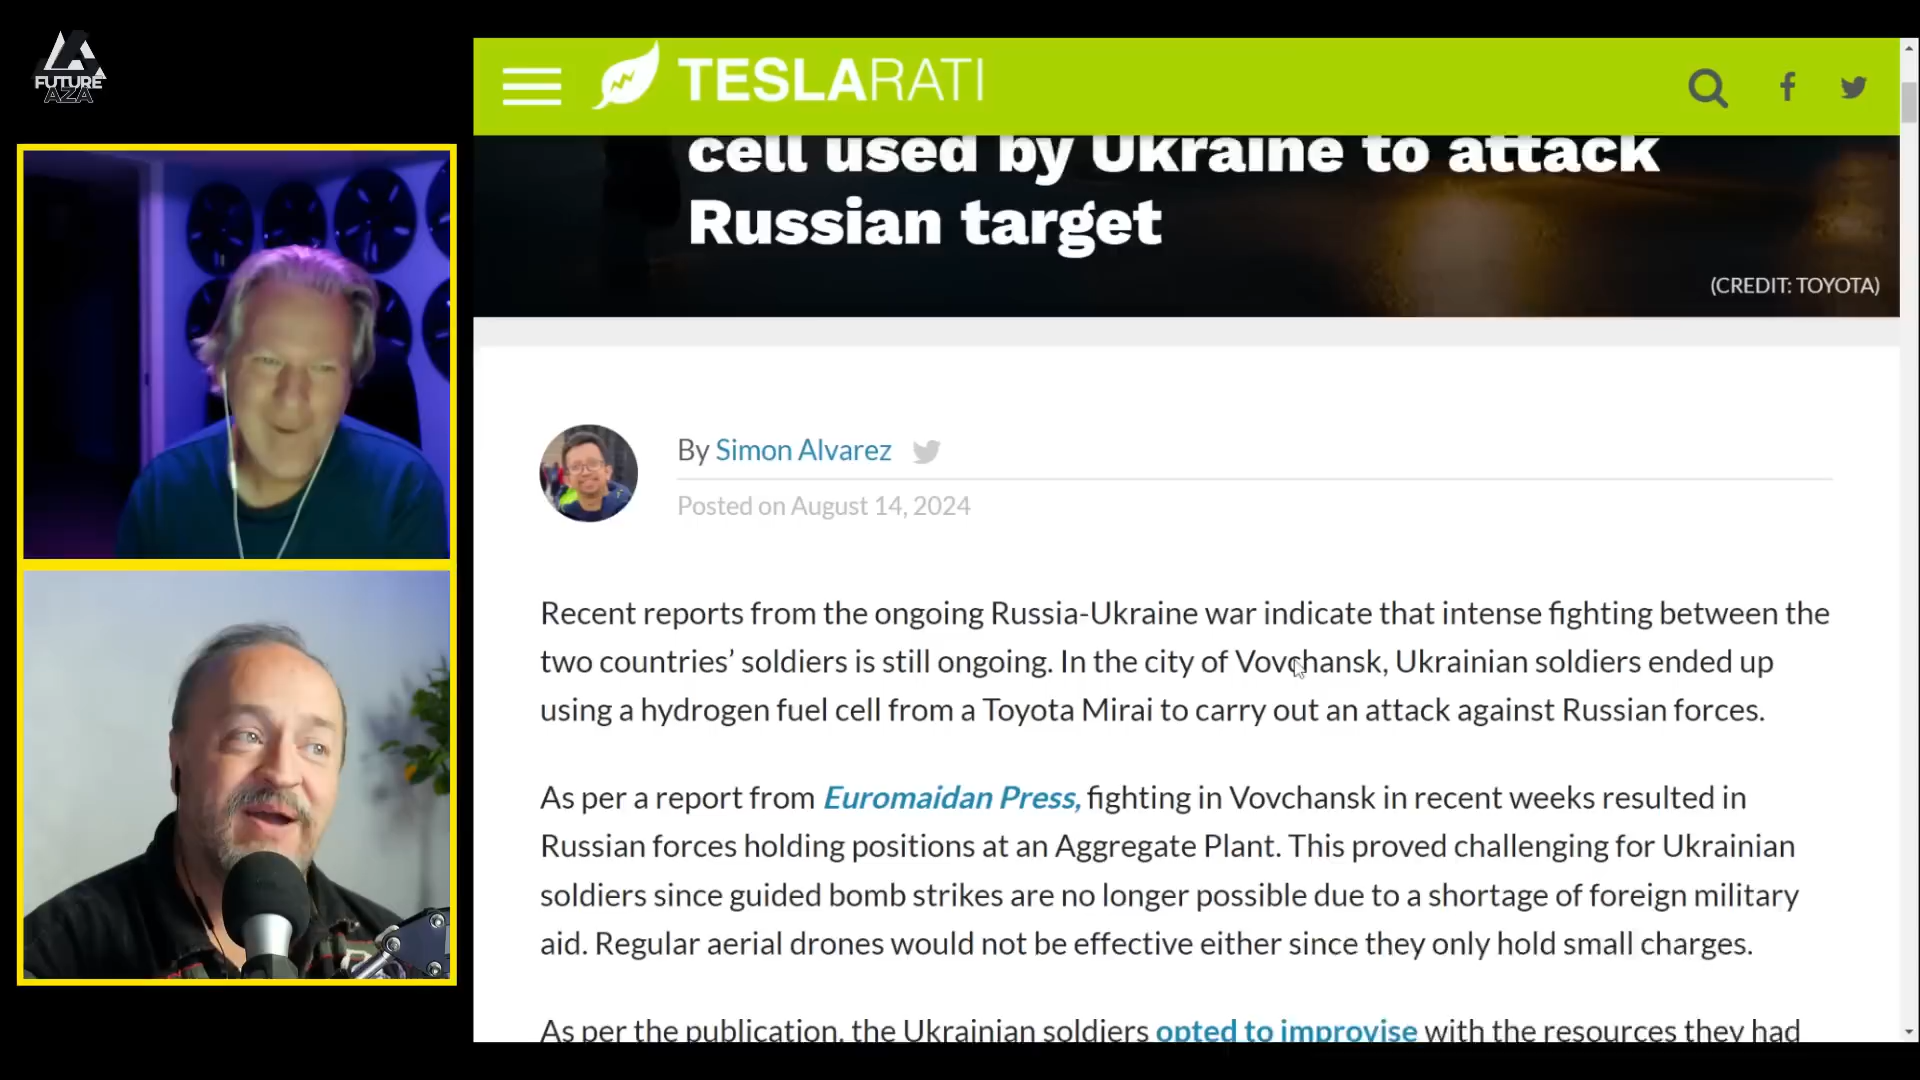 FUTURE
AZA
TESLARATI
cell used by Ukraine to attack
Russian target
(CREDIT: TOYOTA)
By Simon Alvarez
Posted on August 14, 2024
Recent reports from the ongoing Russia-Ukraine war indicate that intense fighting between the
two countries’ soldiers is still ongoing. In the city of Vovchansk, Ukrainian soldiers ended up
using a hydrogen fuel cell from a Toyota Mirai to carry out an attack against Russian forces.
As per a report from Euromaidan Press, fighting in Vovchansk in recent weeks resulted in
Russian forces holding positions at an Aggregate Plant. This proved challenging for Ukrainian
soldiers since guided bomb strikes are no longer possible due to a shortage of foreign military
aid. Regular aerial drones would not be effective either since they only hold small charges.
As per the publication, the Ukrainian soldiers opted to improvise with the resources they had